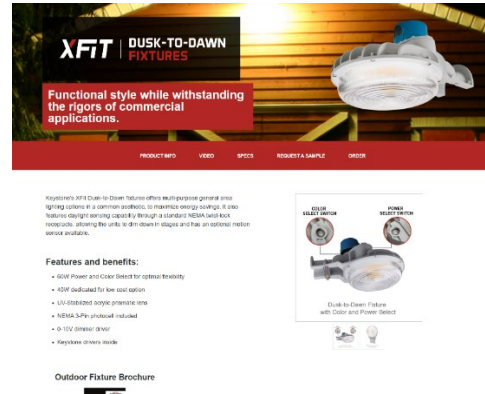 XFIT | DUSK-TO-DAWN
FIXTURES
Functional style while withstanding
the rigors of commercial
applications.
PRODUCT INFO VIDEO SPECS REQUEST A SAMPLE ORDER
Keystone's XFit Dusk-to-Dawn fixtures offers multi-purpose general area
lighting options in a common aesthetic, to maximize energy savings. It also
features daylight sensing capability through a standard NEMA twist-lock
receptacle, allowing the units to dim down in stages and has an optional motion
sensor available.
COLOR
SELECT SWITCH
POWER
SELECT SWITCH
Dusk-to-Dawn Fixture
with Color and Power Select
Features and benefits:
60W Power and Color Select for optimal flexibility
40W dedicated for low cost option
UV-Stabilized acrylic prismatic lens
NEMA 3-Pin photocell included
0-10V dimmer driver
Keystone drivers inside
Outdoor Fixture Brochure